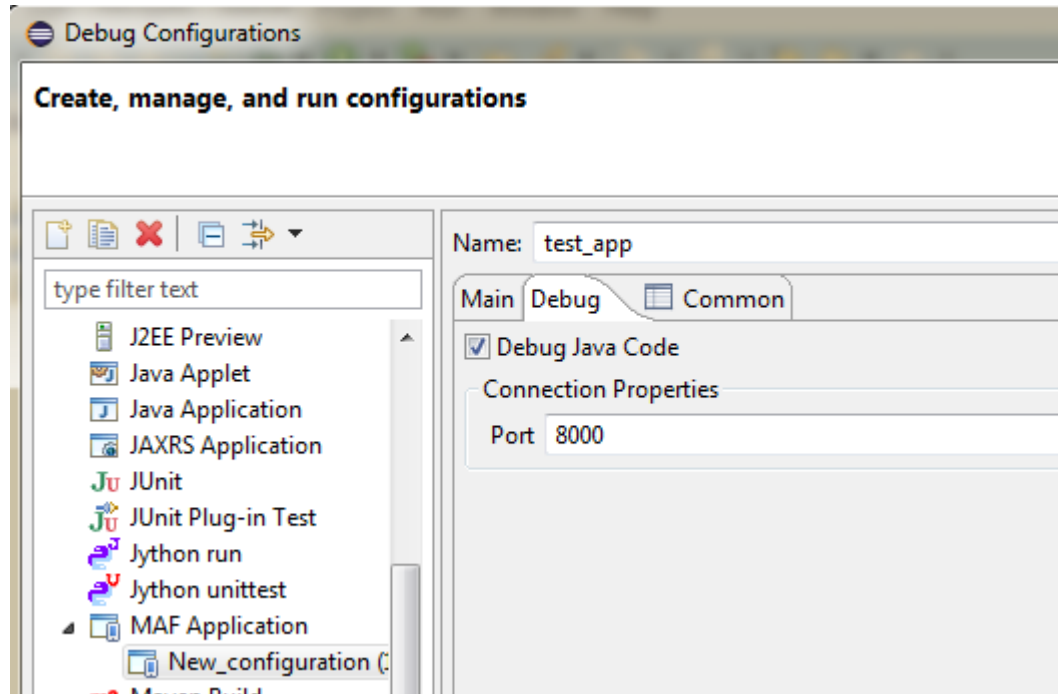 Debug Configurations
Create, manage, and run configurations
type filter text
J2EE Preview
Java Applet
Java Application
JAXRS Application
JUnit
JUnit Plug-in Test
Jython run
Jython unittest
MAF Application
New_configuration (
Maven Build
Name: test_app
Main Debug Common
Debug Java Code
Connection Properties
Port 8000